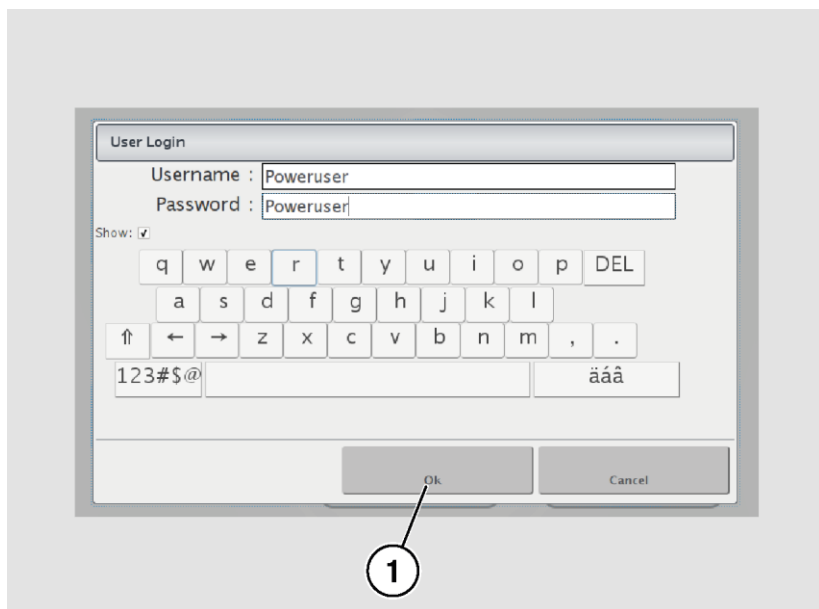 User Login
Username : Poweruser
Password : Poweruser
Show:
q w e r t y u i o p DEL
a s d f g h j k l
⇑ ← → z x c v b n m , .
123#$@ äáâ
Ok Cancel
1